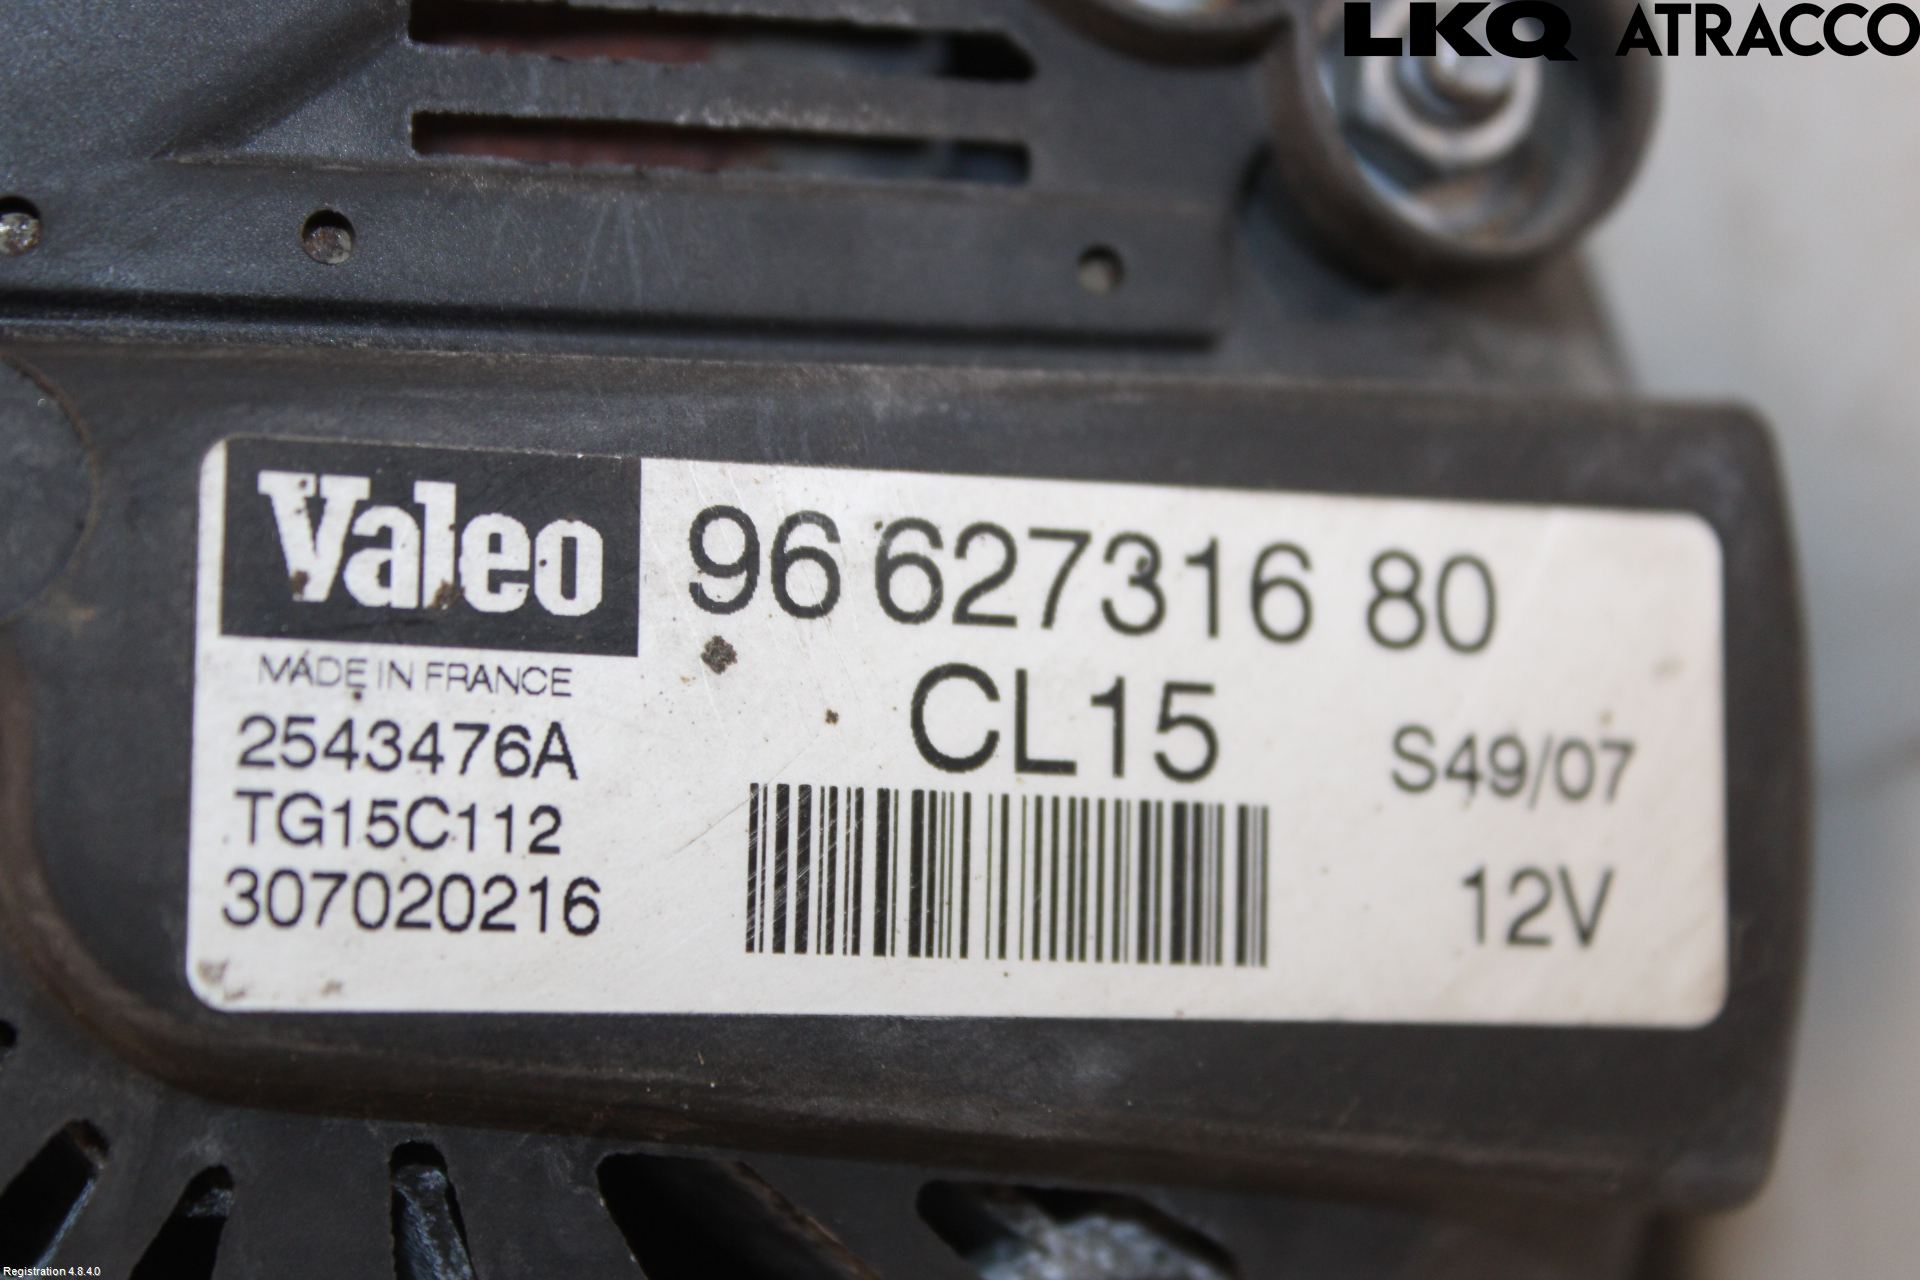 LKQ ATRACCO
Valeo
MADE IN FRANCE
2543476A
TG15C112
307020216
96 627316 80
CL15
S49/07
12V
Registration 4.8.4.0